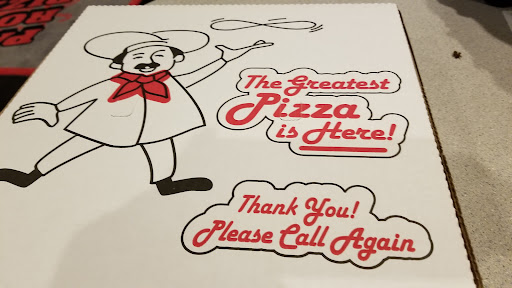 The Greatest
Pizza
is Here!
Thank You!
Please Call Again